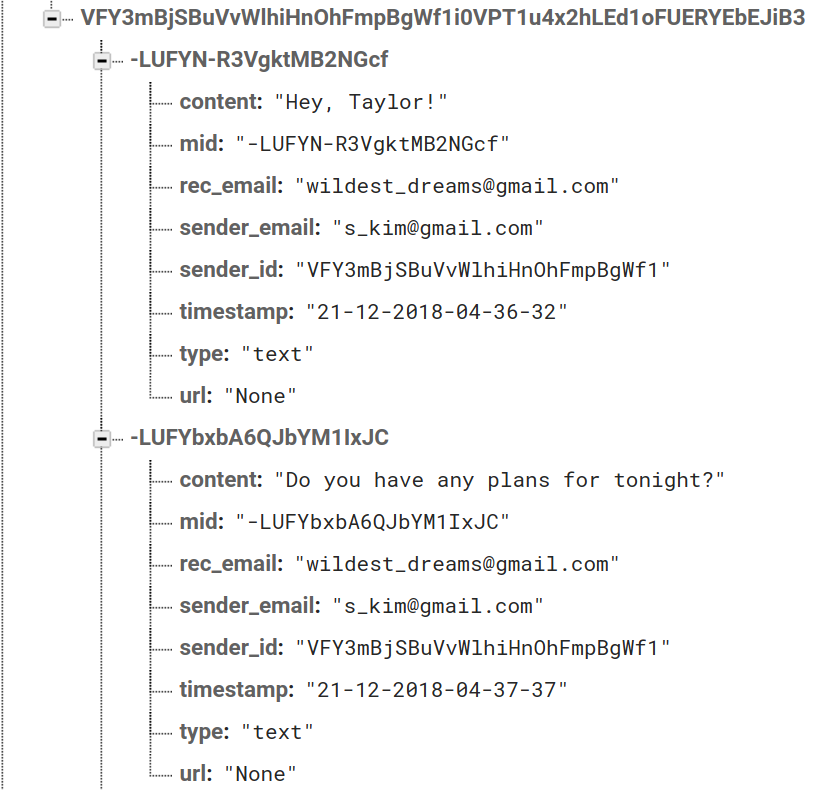 VFY3mBjSBuVvWlhiHnOhFmpBgWf1i0VPT1u4x2hLEd1oFUERYEbEJiB3
-LUFYN-R3VgktMB2NGcf
content: "Hey, Taylor!"
mid: "-LUFYN-R3VgktMB2NGcf"
rec_email: "wildest_dreams@gmail.com"
sender_email: "s_kim@gmail.com"
sender_id: "VFY3mBjSBuVvWlhiHnOhFmpBgWf1"
timestamp: "21-12-2018-04-36-32"
type: "text"
url: "None"
-LUFYbxbA6QJbYM1IxJC
content: "Do you have any plans for tonight?"
mid: "-LUFYbxbA6QJbYM1IxJC"
rec_email: "wildest_dreams@gmail.com"
sender_email: "s_kim@gmail.com"
sender_id: "VFY3mBjSBuVvWlhiHnOhFmpBgWf1"
timestamp: "21-12-2018-04-37-37"
type: "text"
url: "None"